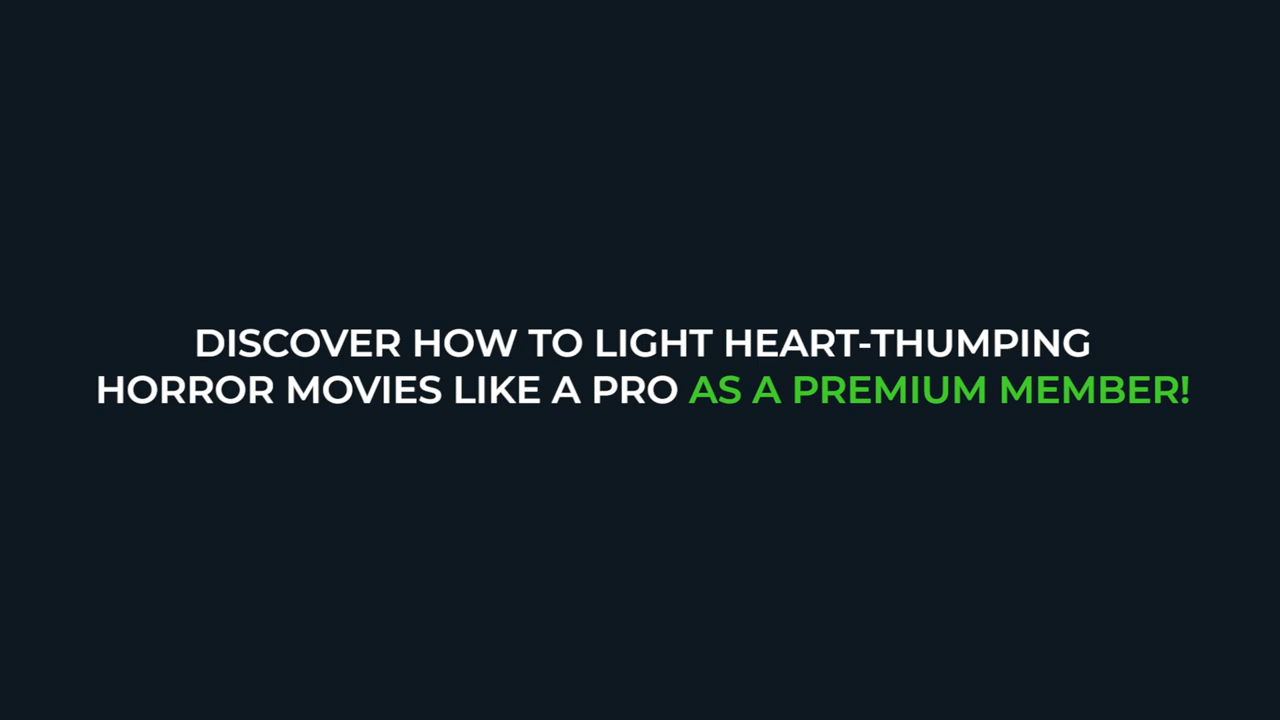 DISCOVER HOW TO LIGHT HEART-THUMPING
HORROR MOVIES LIKE A PRO AS A PREMIUM MEMBER!